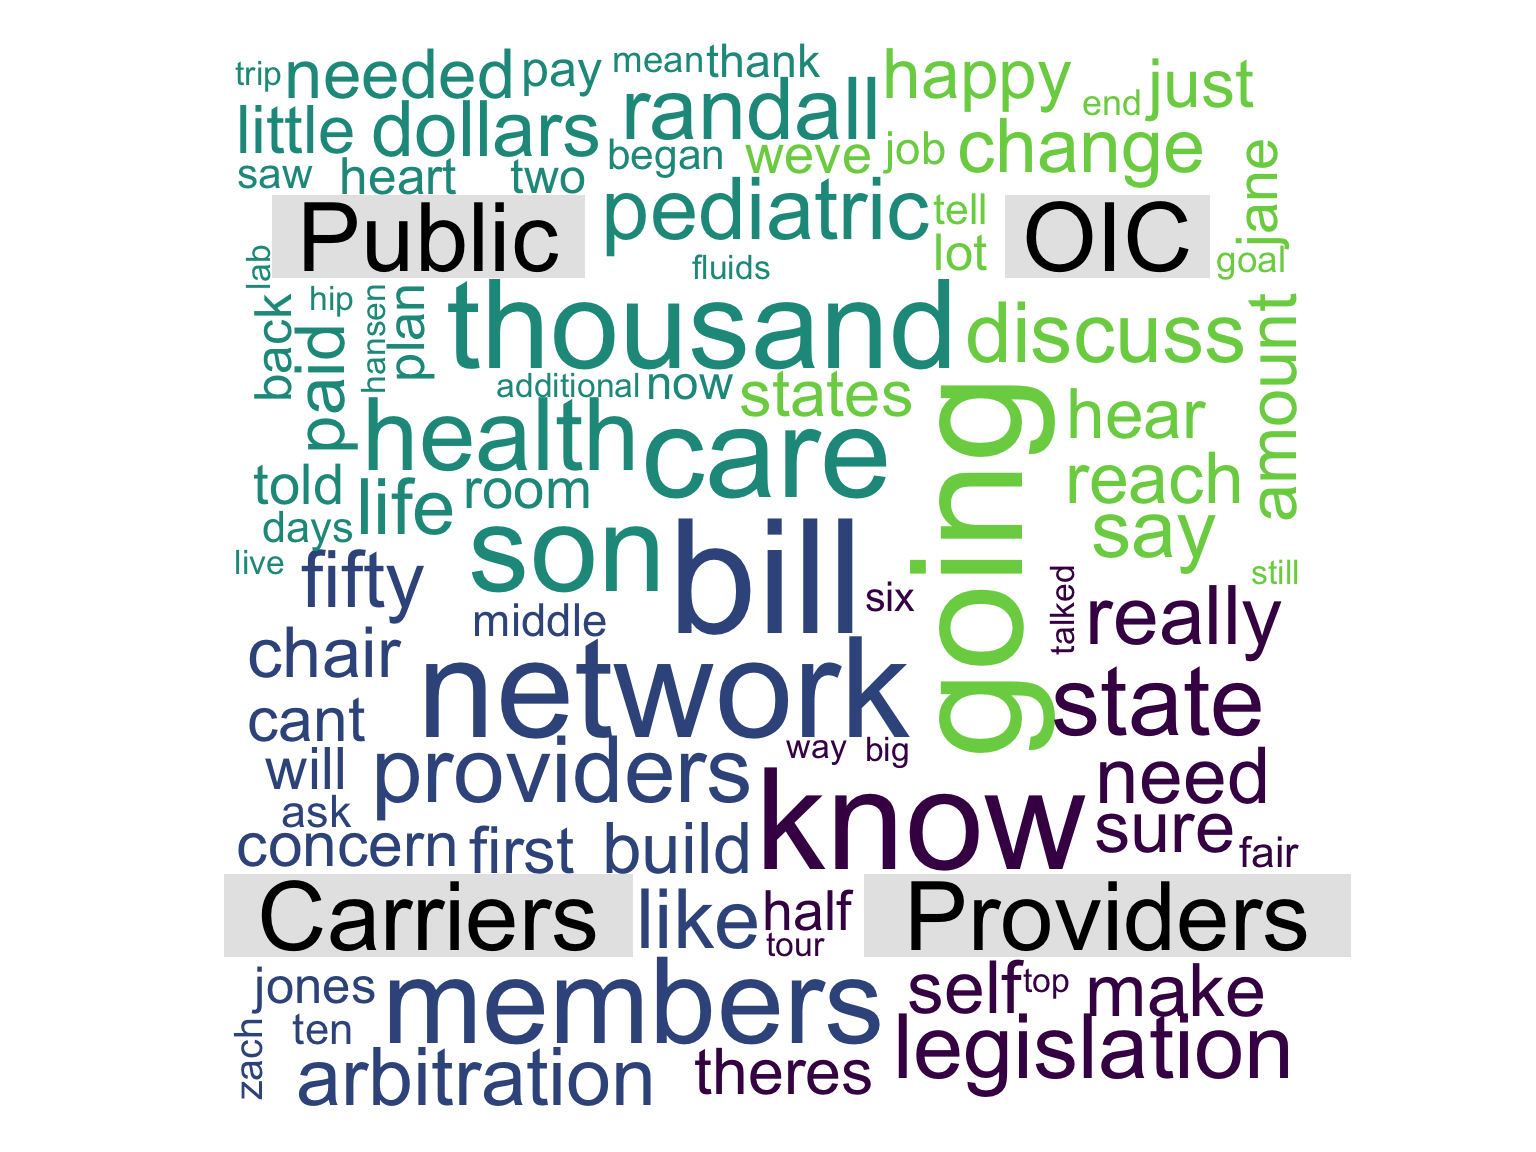 trip needed pay mean thank happy end just
little dollars randall began weve job change
saw heart two pediatric tell jane
Public OIC
lab fluids lot goal
back hip hansen plan thousand discuss amount
paid additional now states going hear
health care reach
told life room say
days son bill
live fifty six talked really still
middle
chair network state
cant way big
will providers know need
ask sure
concern first build fair
Carriers like half Providers
tour
jones members self top make
zach ten legislation
arbitration theres